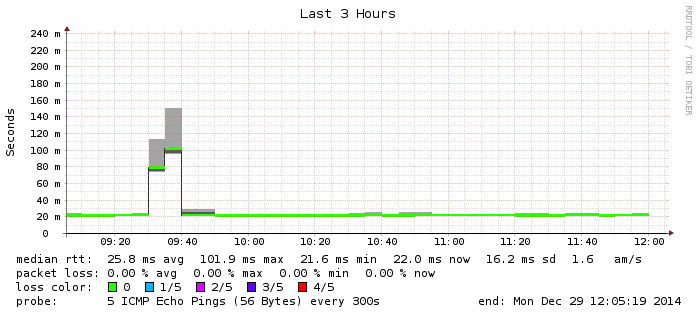 Last 3 Hours
RRDTOOL / TOBI OETIKER
Seconds
240 m
220 m
200 m
180 m
160 m
140 m
120 m
100 m
80 m
60 m
40 m
20 m
0
09:20 09:40 10:00 10:20 10:40 11:00 11:20 11:40 12:00
median rtt: 25.8 ms avg 101.9 ms max 21.6 ms min 22.0 ms now 16.2 ms sd 1.6 am/s
packet loss: 0.00 % avg 0.00 % max 0.00 % min 0.00 % now
loss color: 0 1/5 2/5 3/5 4/5
probe: 5 ICMP Echo Pings (56 Bytes) every 300s end: Mon Dec 29 12:05:19 2014